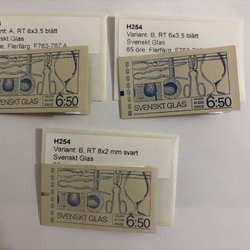 Variant: A, RT 6x3,5 blått
Svenskt Glas
öre, Flerfärg, F763-767 A
SVENSKT GLAS
6:50
H254
Variant: B, RT 6x3,5 blått
Svenskt Glas
85 öre, Flerfärg, F763-
SVENSKT GLAS
6:50
H254
Variant: B, RT 8x2 mm svart
Svenskt Glas
SVENSKT GLAS
6:50